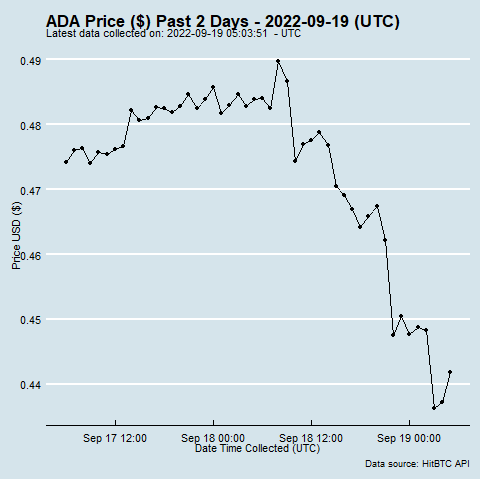 ADA Price ($) Past 2 Days - 2022-09-19 (UTC)
Latest data collected on: 2022-09-19 05:03:51 - UTC
0.49
0.48
0.47
0.46
0.45
0.44
Price USD ($)
Sep 17 12:00
Sep 18 00:00
Sep 18 12:00
Sep 19 00:00
Date Time Collected (UTC)
Data source: HitBTC API